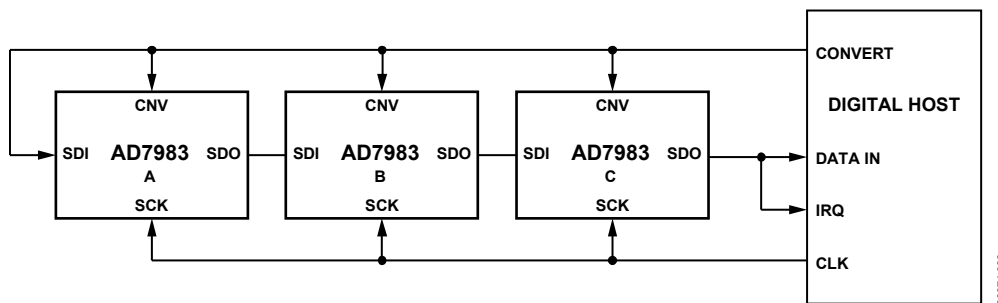 CONVERT
CNV
CNV
CNV
DIGITAL HOST
SDI AD7983 SDO
A
SDI AD7983 SDO
B
SDI AD7983 SDO
C
DATA IN
SCK
SCK
SCK
IRQ
CLK